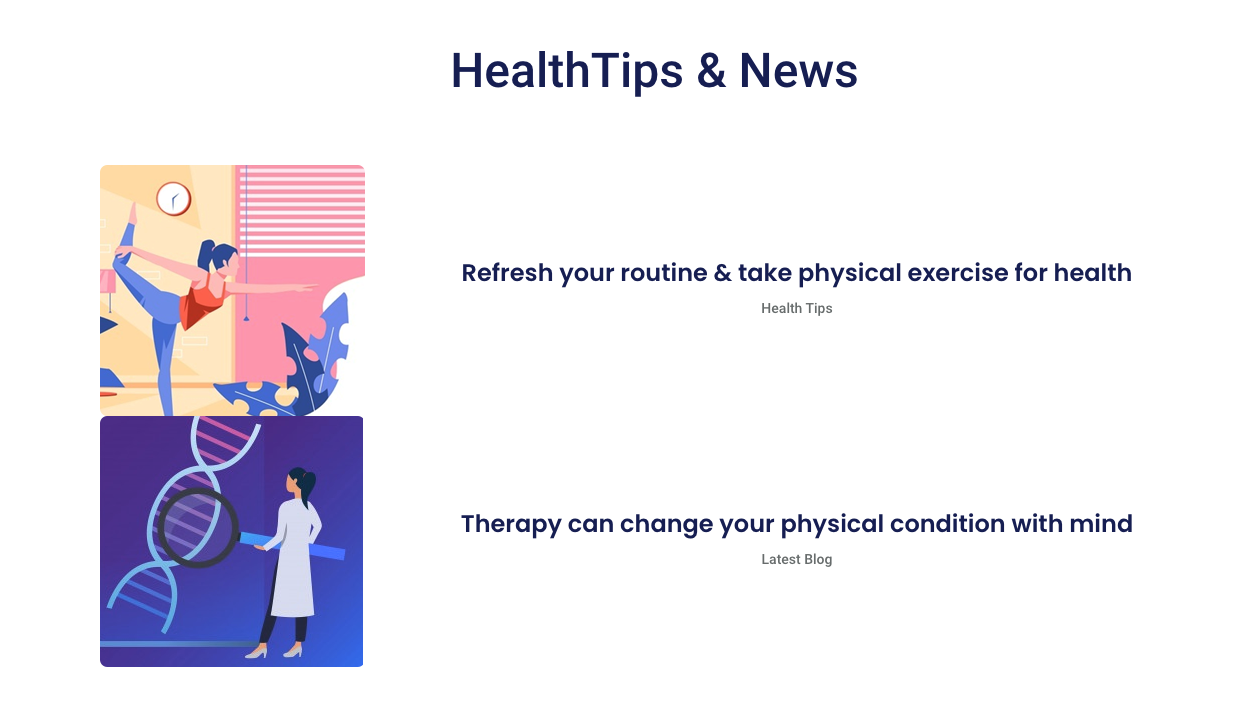 HealthTips & News
Refresh your routine & take physical exercise for health
Health Tips
Therapy can change your physical condition with mind
Latest Blog